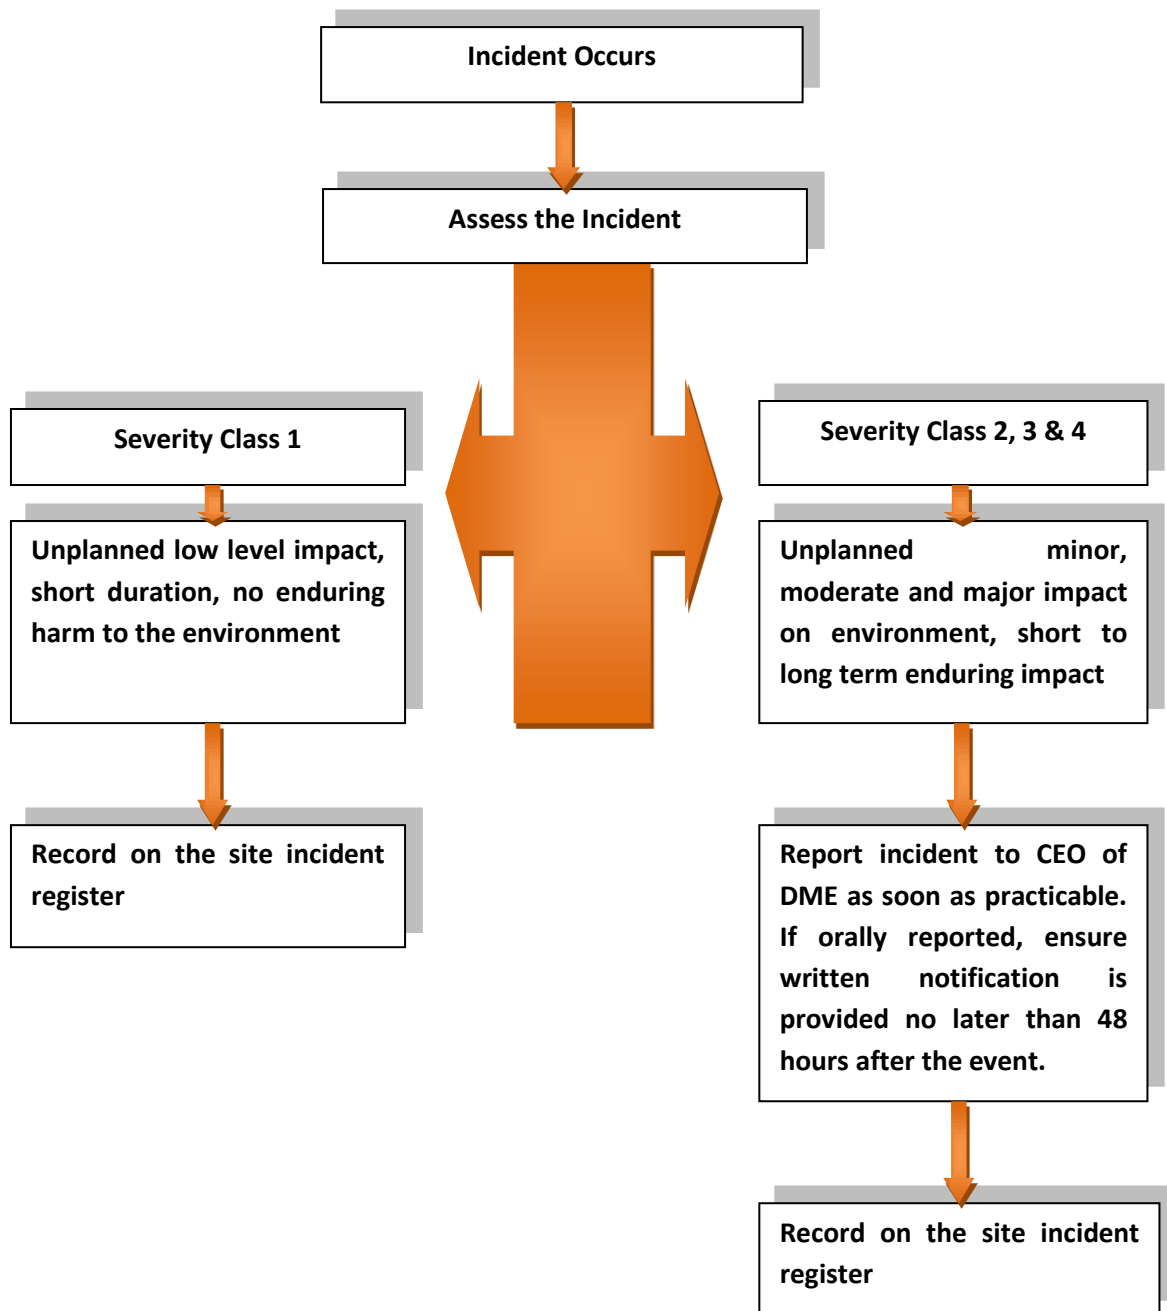 Incident Occurs
Assess the Incident
Severity Class 1
Unplanned low level impact,
short duration, no enduring
harm to the environment
Record on the site incident
register
Severity Class 2, 3 & 4
Unplanned minor,
moderate and major impact
on environment, short to
long term enduring impact
Report incident to CEO of
DME as soon as practicable.
If orally reported, ensure
written notification is
provided no later than 48
hours after the event.
Record on the site incident
register